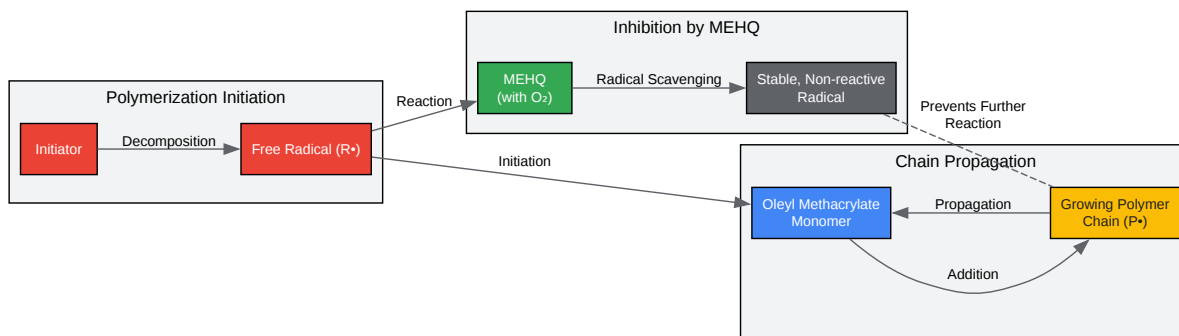 Inhibition by MEHQ
MEHQ
(with O₂)
Radical Scavenging
Stable, Non-reactive
Radical
Polymerization Initiation
Initiator
Decomposition
Free Radical (R•)
Reaction
Initiation
Prevents Further
Reaction
Chain Propagation
Oleyl Methacrylate
Monomer
Propagation
Growing Polymer
Chain (P•)
Addition